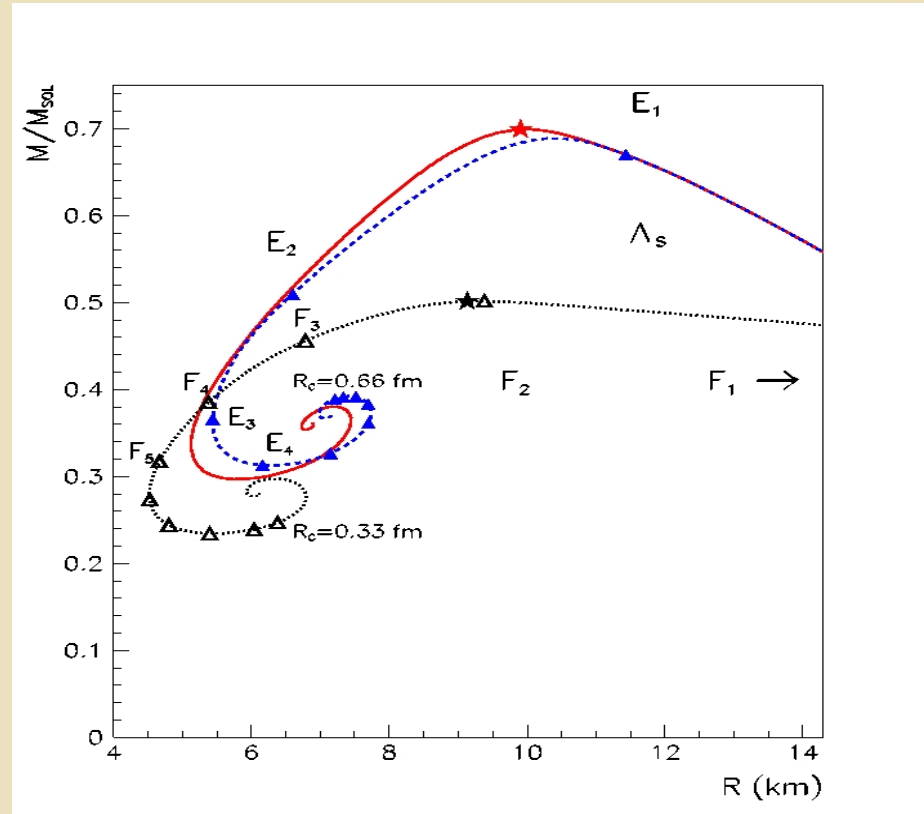 M/M_SOL
E₁
0.7
Λₛ
0.6
E₂
0.5
F₃
R_c=0.66 fm
F₂
F₁ →
0.4
F₄
E₃
E₄
F₅
0.3
R_c=0.33 fm
0.2
0.1
0
4 6 8 10 12 14
R (km)